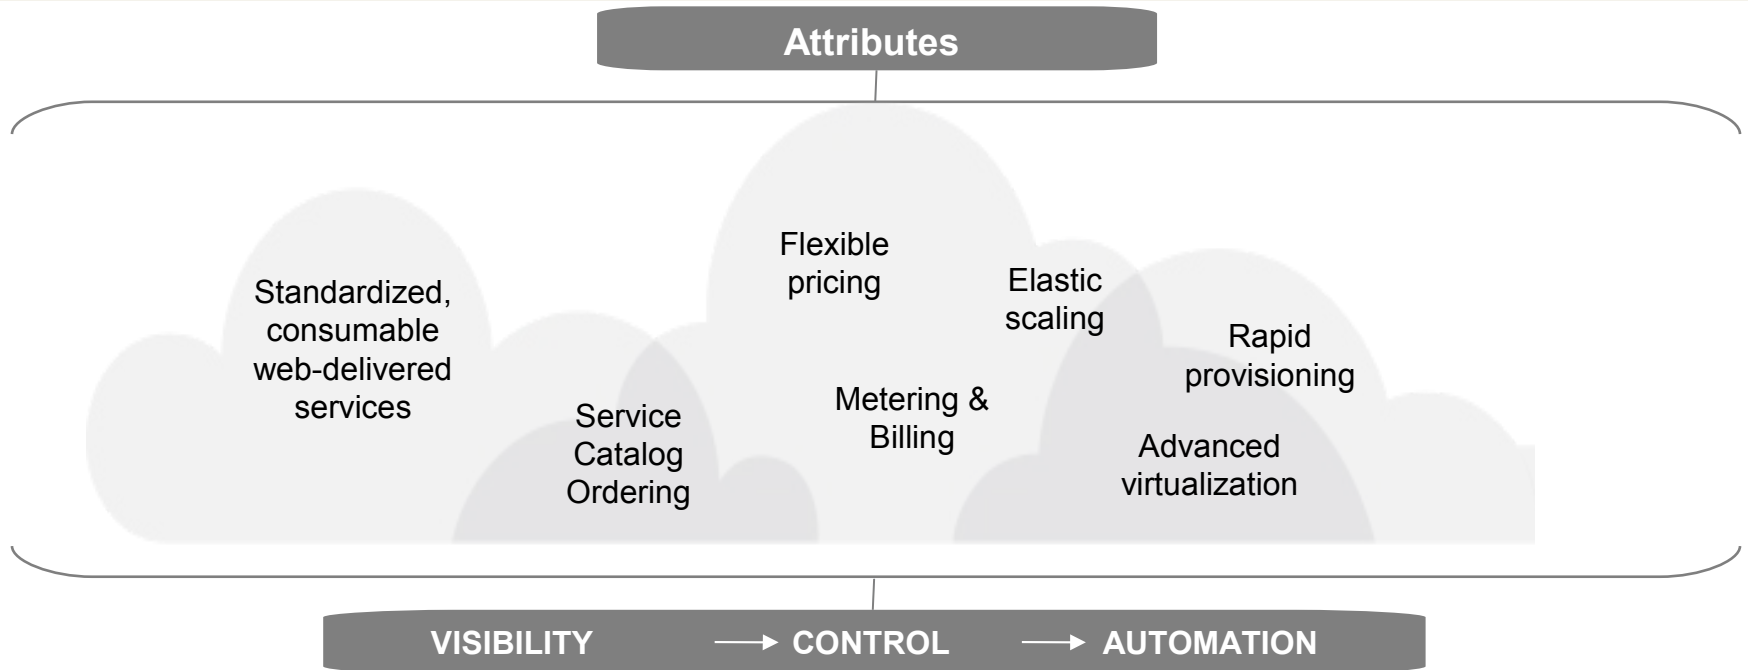 Attributes
Standardized,
consumable
web-delivered
services
Service
Catalog
Ordering
Flexible
pricing
Metering &
Billing
Elastic
scaling
Rapid
provisioning
Advanced
virtualization
VISIBILITY → CONTROL → AUTOMATION